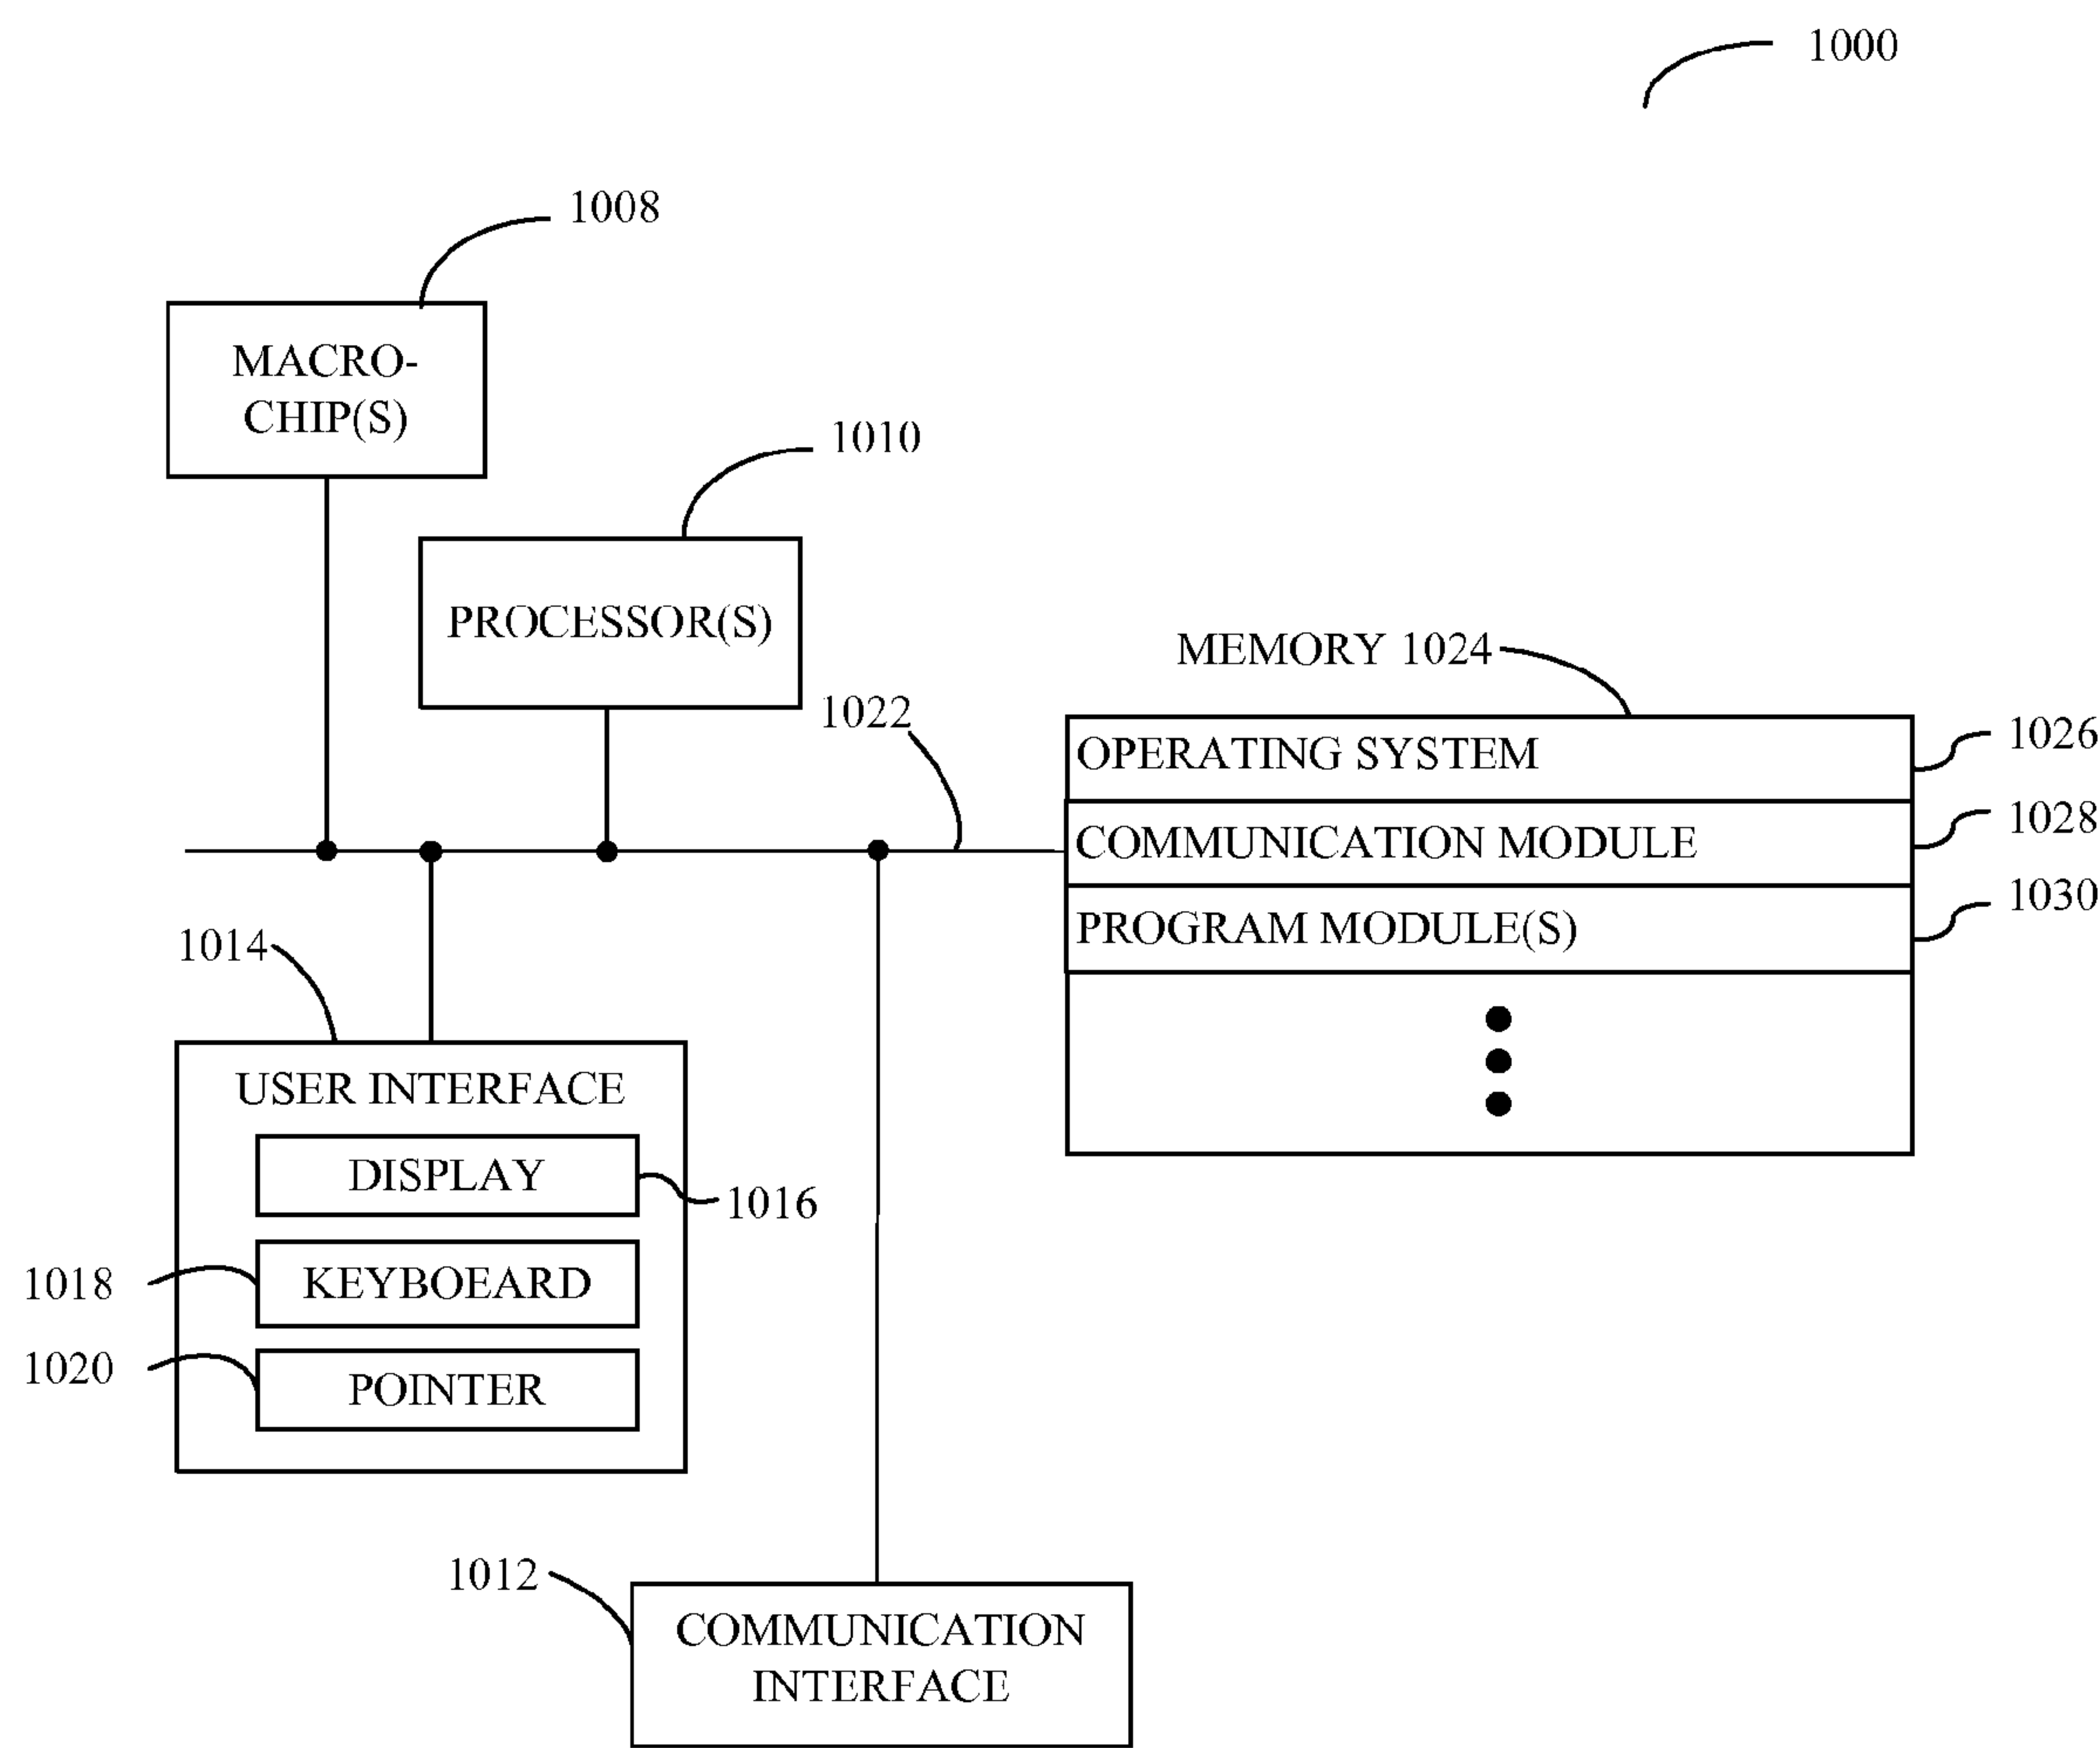 1000
1008
MACRO-
CHIP(S)
1010
PROCESSOR(S)
MEMORY 1024
1022
OPERATING SYSTEM
1026
COMMUNICATION MODULE
1028
PROGRAM MODULE(S)
1030
1014
USER INTERFACE
DISPLAY
1016
1018
KEYBOEARD
1020
POINTER
1012
COMMUNICATION
INTERFACE